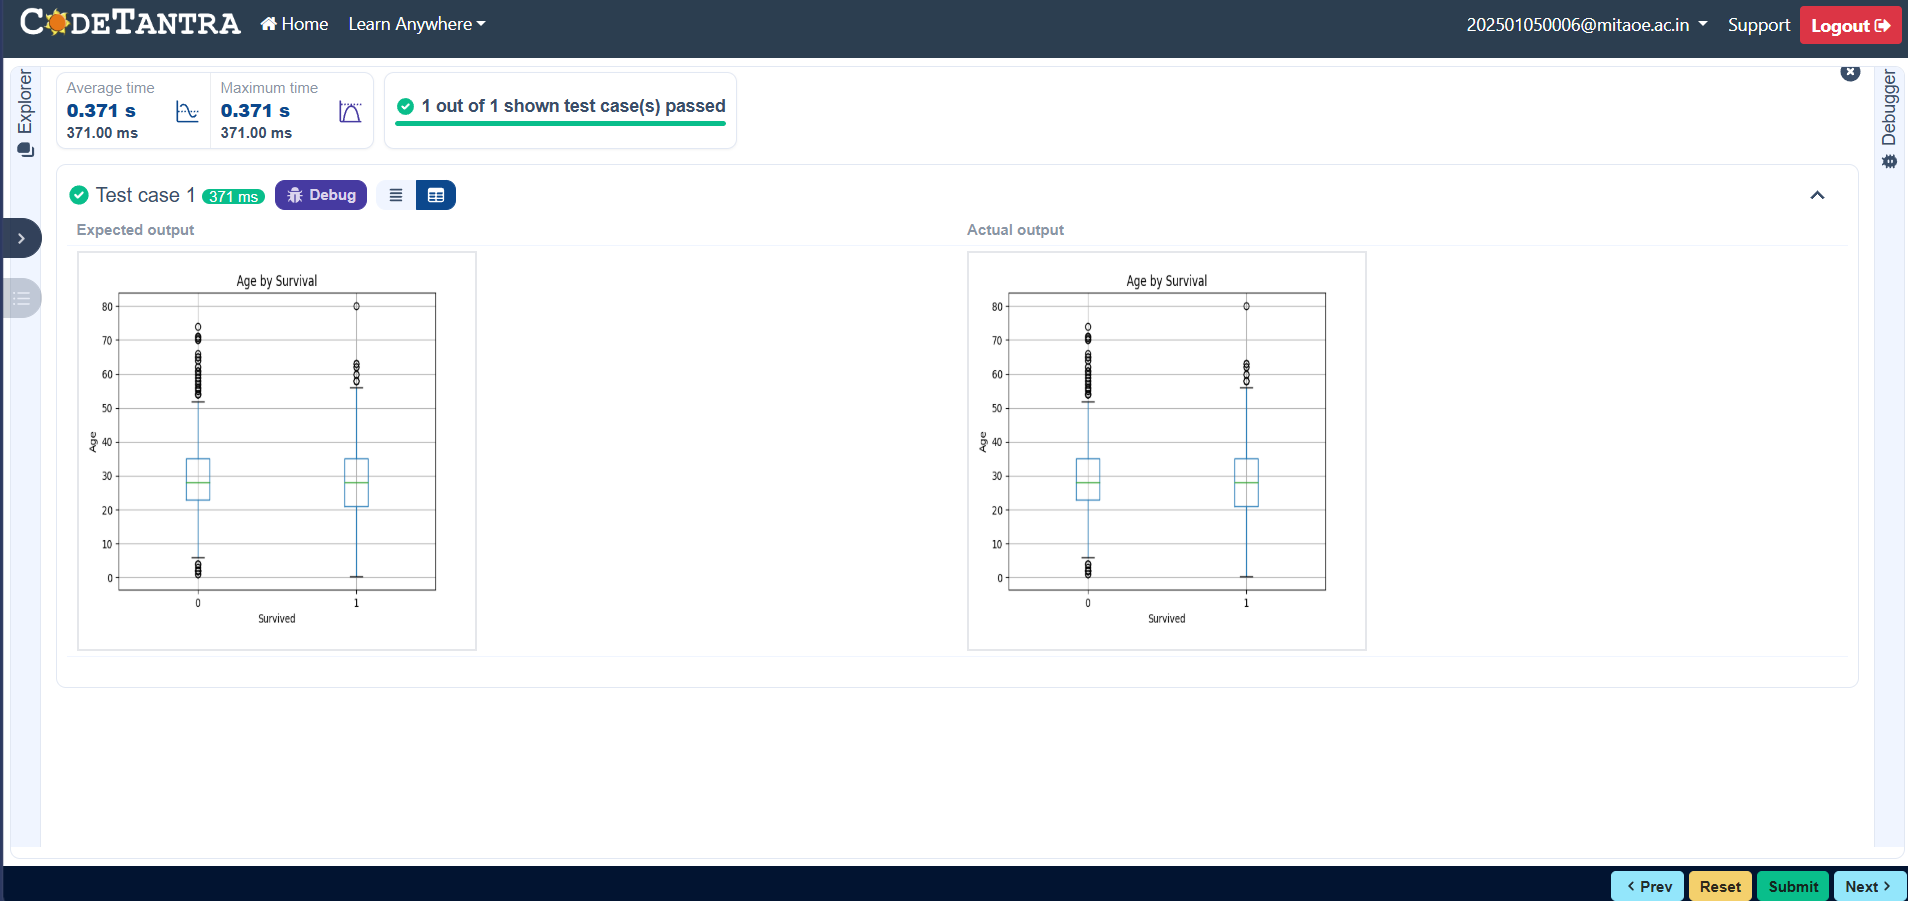 CODETANTRA Home Learn Anywhere 202501050006@mitaoe.ac.in Support Logout
Explorer
Average time Maximum time
0.371 s 0.371 s
371.00 ms 371.00 ms
1 out of 1 shown test case(s) passed
Debugger
Test case 1 371 ms Debug
Expected output Actual output
Age by Survival
80
70
60
50
40
30
20
10
0
Age
0 1
Survived
Age by Survival
80
70
60
50
40
30
20
10
0
Age
0 1
Survived
Prev Reset Submit Next